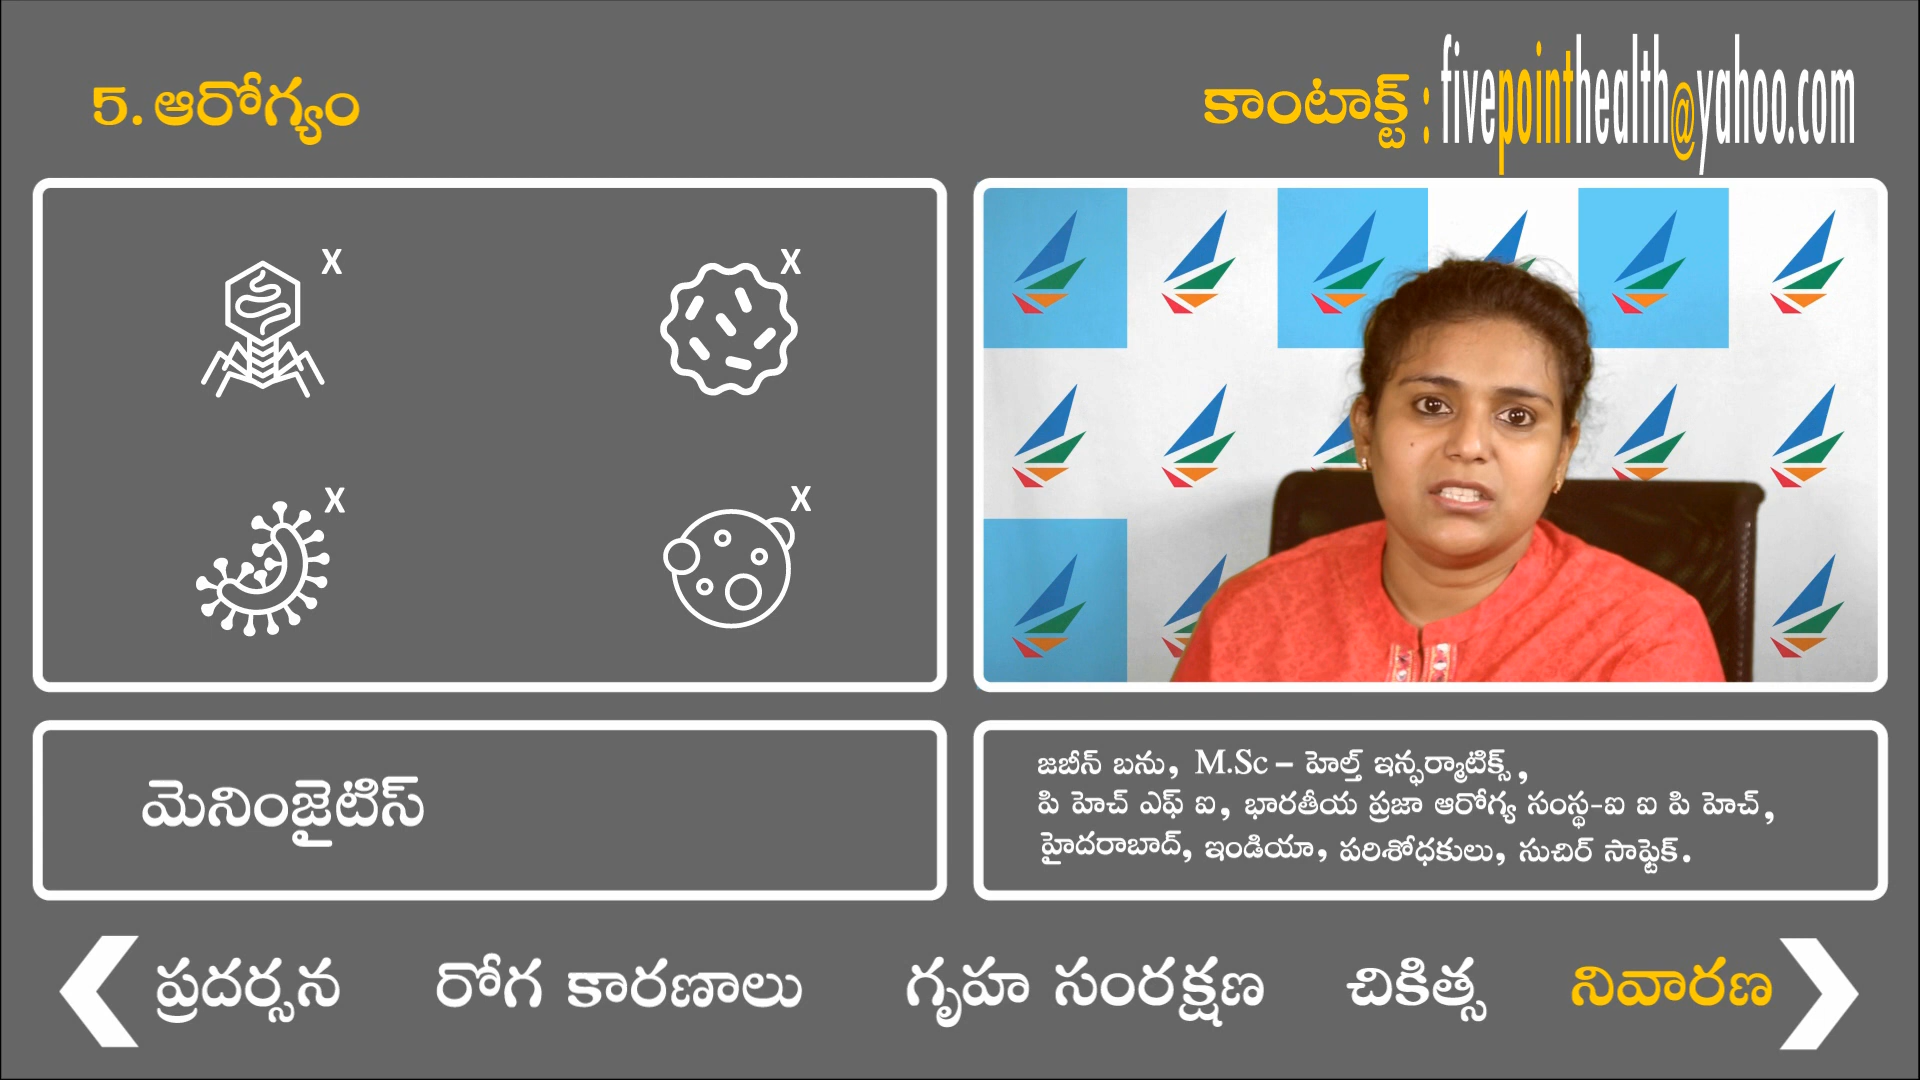 5. ఆరోగ్యం
కాంటాక్ట్ : fivepointhealth@yahoo.com
X
X
X
X
మెనింజైటిస్
జబీన్ బను, M.Sc – హెల్త్ ఇన్ఫర్మాటిక్స్,
పి హెచ్ ఎఫ్ ఐ, భారతీయ ప్రజా ఆరోగ్య సంస్థ-ఐ ఐ పి హెచ్,
హైదరాబాద్, ఇండియా, పరిశోధకులు, సుచిర్ సాఫ్టెక్.
ప్రదర్సన రోగ కారణాలు గృహ సంరక్షణ చికిత్స నివారణ